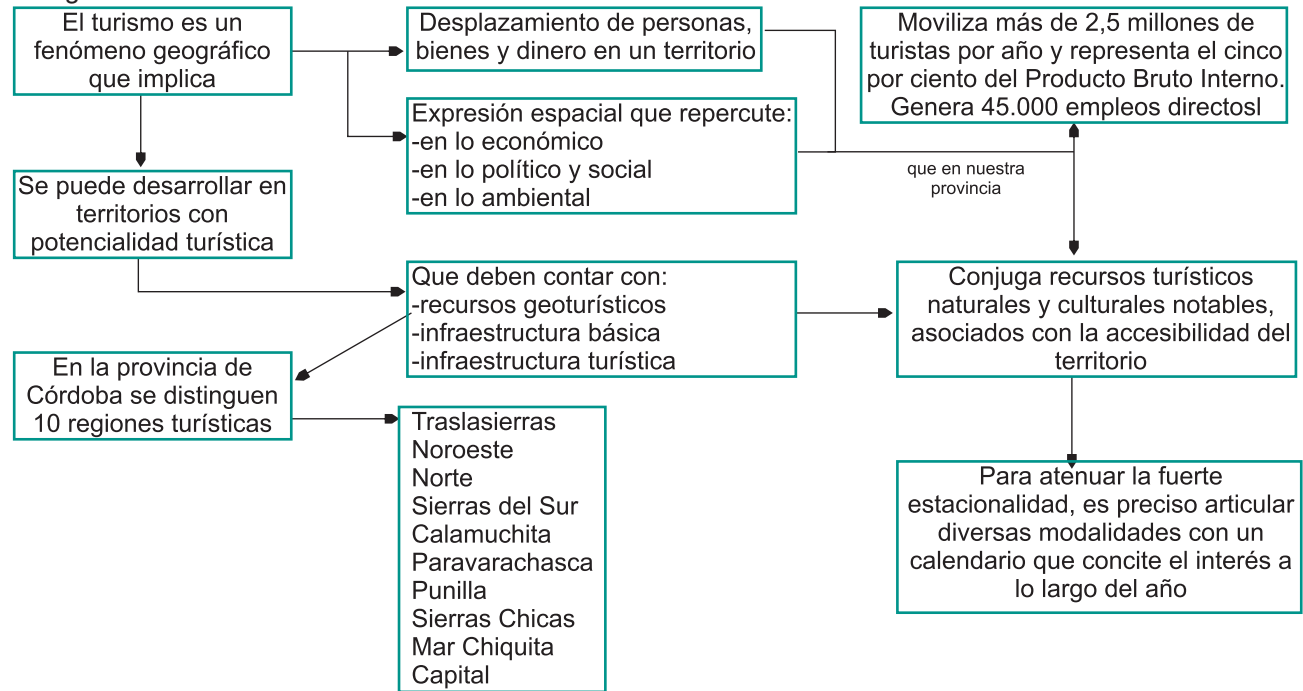 El turismo es un
fenómeno geográfico
que implica
Desplazamiento de personas,
bienes y dinero en un territorio
Moviliza más de 2,5 millones de
turistas por año y representa el cinco
por ciento del Producto Bruto Interno.
Genera 45.000 empleos directosl
Expresión espacial que repercute:
-en lo económico
-en lo político y social
-en lo ambiental
que en nuestra
provincia
Se puede desarrollar en
territorios con
potencialidad turística
Que deben contar con:
-recursos geoturísticos
-infraestructura básica
-infraestructura turística
Conjuga recursos turísticos
naturales y culturales notables,
asociados con la accesibilidad del
territorio
En la provincia de
Córdoba se distinguen
10 regiones turísticas
Traslasierras
Noroeste
Norte
Sierras del Sur
Calamuchita
Paravarachasca
Punilla
Sierras Chicas
Mar Chiquita
Capital
Para atenuar la fuerte
estacionalidad, es preciso articular
diversas modalidades con un
calendario que concite el interés a
lo largo del año